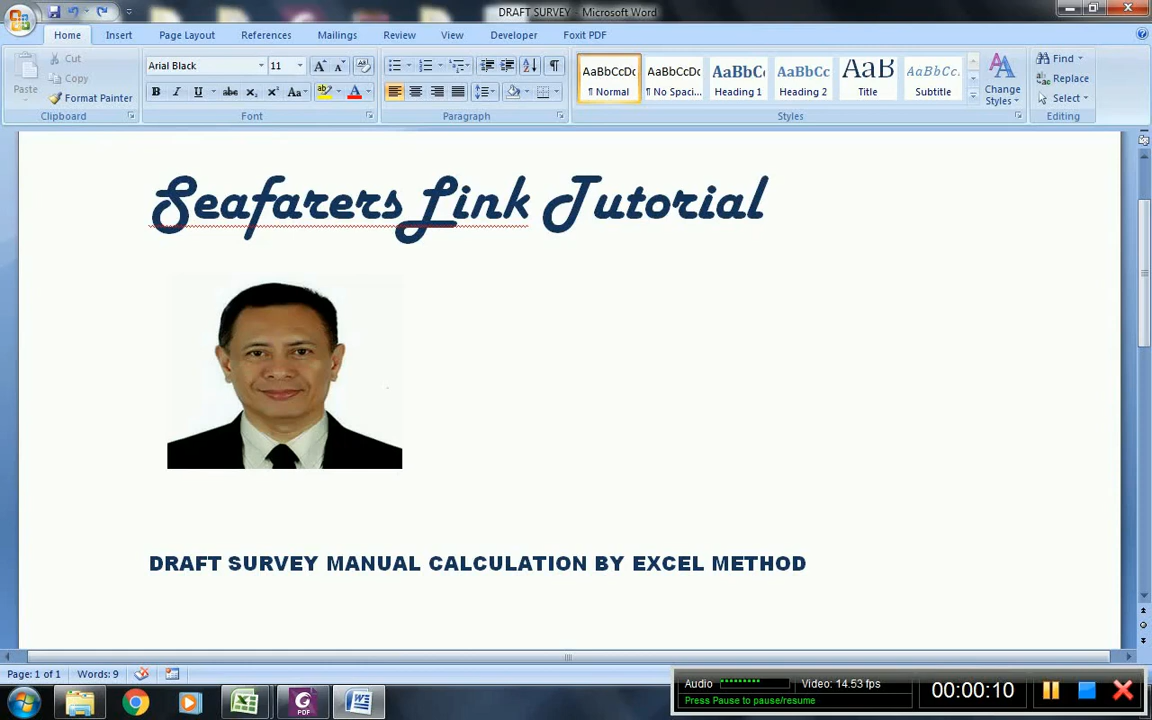 DRAFT SURVEY - Microsoft Word
Home Insert Page Layout References Mailings Review View Developer Foxit PDF
Paste
Cut
Copy
Format Painter
Clipboard
Arial Black 11
Font
Paragraph
AaBbCcDc AaBbCcDc AaBbCc AaBbCc AaB AaBbCc.
¶ Normal ¶ No Spaci... Heading 1 Heading 2 Title Subtitle
Change
Styles
Styles
Find
Replace
Select
Editing
SeafarersLink Tutorial
DRAFT SURVEY MANUAL CALCULATION BY EXCEL METHOD
Page: 1 of 1 Words: 9
Audio Video: 14.53 fps
Press Pause to pause/resume
00:00:10
PDF